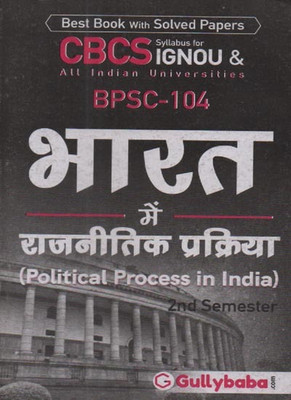 Best Book With Solved Papers
CBCS Syllabus for IGNOU &
All Indian Universities
BPSC-104
भारत
में
राजनीतिक प्रक्रिया
(Political Process in India)
2nd Semester
G Gullybaba.com